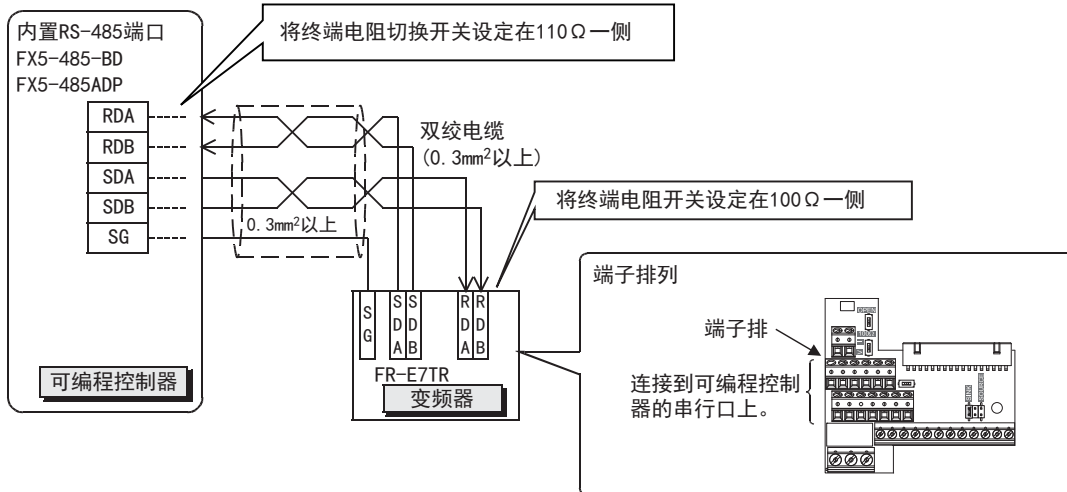 内置RS-485端口
FX5-485-BD
FX5-485ADP
将终端电阻切换开关设定在110Ω一侧
RDA
RDB
SDA
SDB
SG
双绞电缆
(0.3mm²以上)
0.3mm²以上
将终端电阻开关设定在100Ω一侧
SG
SDA
SDB
RDA
RDB
FR-E7TR
变频器
可编程控制器
端子排列
端子排
连接到可编程控制
器的串行口上。